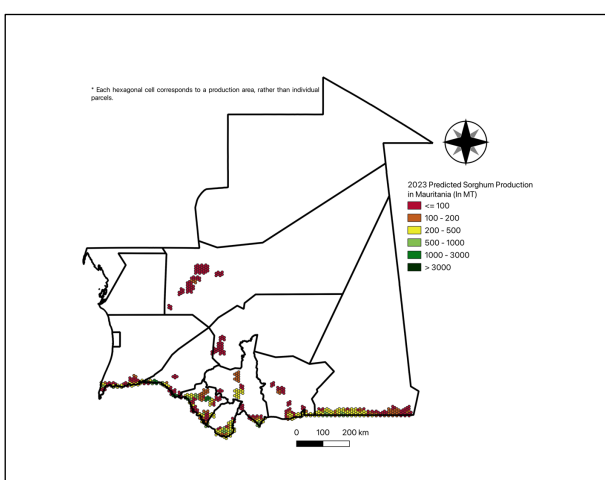 * Each hexagonal cell corresponds to a production area, rather than individual
parcels.
2023 Predicted Sorghum Production
in Mauritania (In MT)
<= 100
100 - 200
200 - 500
500 - 1000
1000 - 3000
> 3000
0 100 200 km